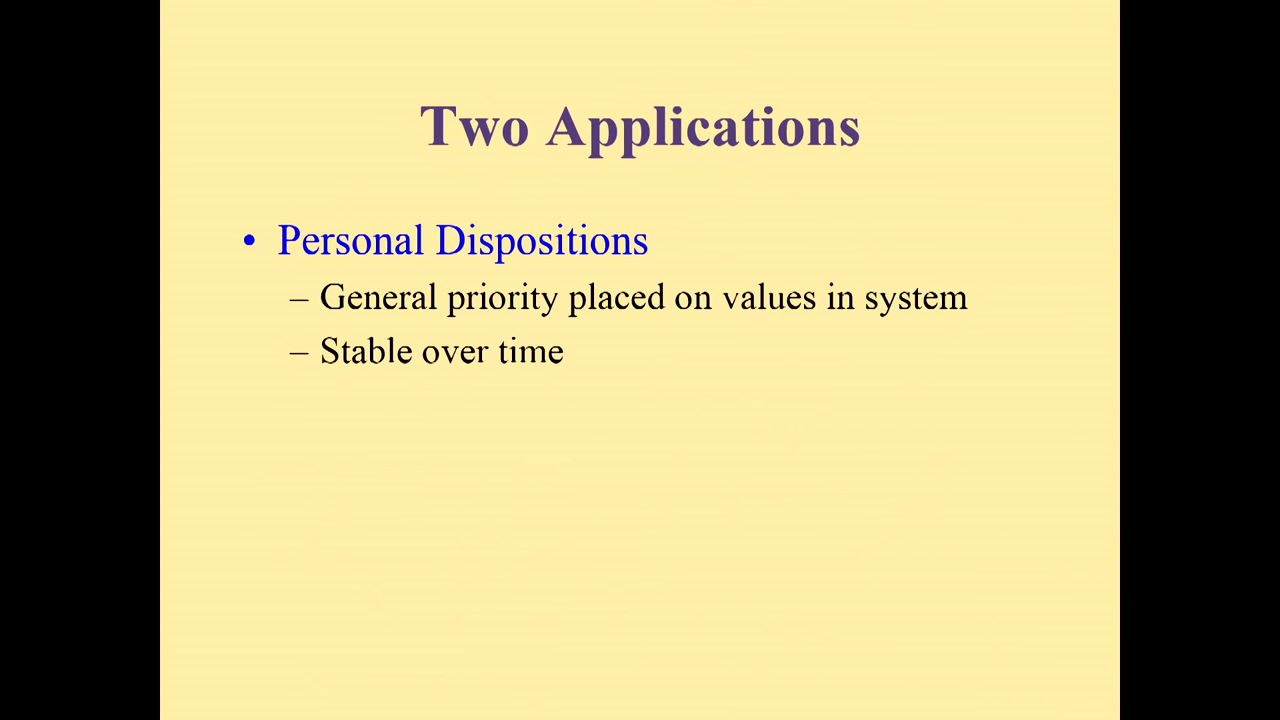 Two Applications
• Personal Dispositions
– General priority placed on values in system
– Stable over time